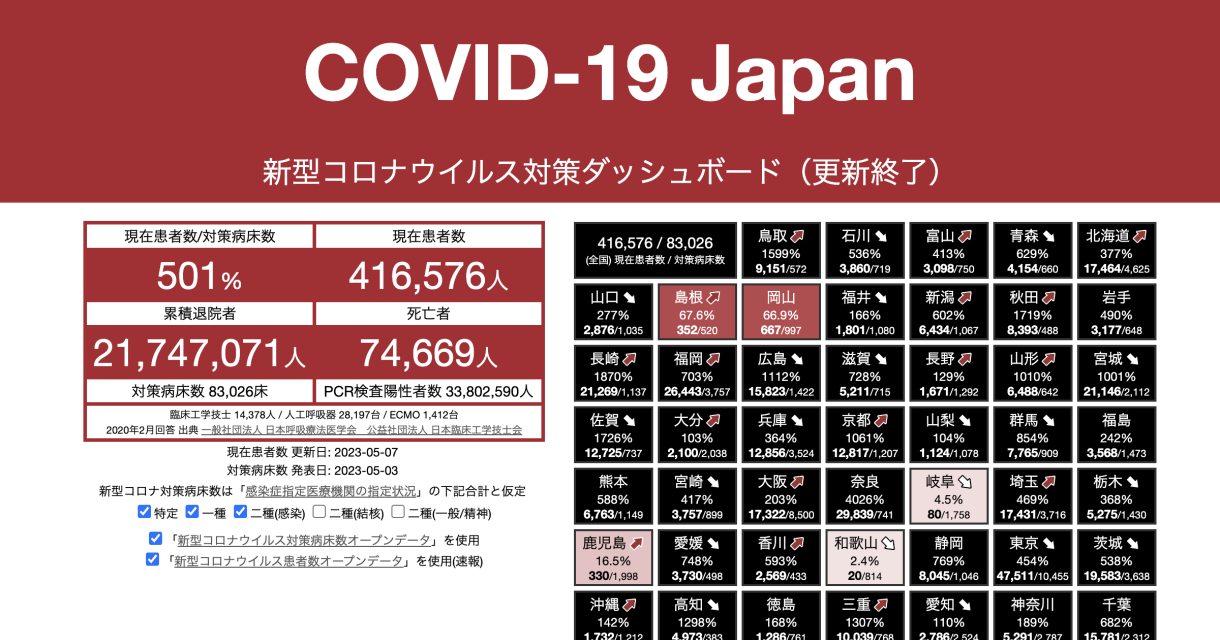 COVID-19 Japan
新型コロナウイルス対策ダッシュボード（更新終了）
現在患者数/対策病床数
現在患者数
501%
416,576人
累積退院者
死亡者
21,747,071人
74,669人
対策病床数 83,026床
PCR検査陽性者数 33,802,590人
臨床工学技士 14,378人 / 人工呼吸器 28,197台 / ECMO 1,412台
2020年2月回答 出典 一般社団法人 日本呼吸療法医学会　公益社団法人 日本臨床工学技士会
現在患者数 更新日: 2023-05-07
対策病床数 発表日: 2023-05-03
新型コロナ対策病床数は「感染症指定医療機関の指定状況」の下記合計と仮定
特定 一種 二種(感染) 二種(結核) 二種(一般/精神)
「新型コロナウイルス対策病床数オープンデータ」を使用
「新型コロナウイルス患者数オープンデータ」を使用(速報)
416,576 / 83,026
(全国) 現在患者数 / 対策病床数
鳥取
1599%
9,151/572
石川
536%
3,860/719
富山
413%
3,098/750
青森
629%
4,154/660
北海道
377%
17,464/4,625
山口
277%
2,876/1,035
島根
67.6%
352/520
岡山
66.9%
667/997
福井
166%
1,801/1,080
新潟
602%
6,434/1,067
秋田
1719%
8,393/488
岩手
490%
3,177/648
長崎
1870%
21,269/1,137
福岡
703%
26,443/3,757
広島
1112%
15,823/1,422
滋賀
728%
5,211/715
長野
129%
1,671/1,292
山形
1010%
6,488/642
宮城
1001%
21,146/2,112
佐賀
1726%
12,725/737
大分
103%
2,100/2,038
兵庫
364%
12,856/3,524
京都
1061%
12,817/1,207
山梨
104%
1,124/1,078
群馬
854%
7,765/909
福島
242%
3,568/1,473
熊本
588%
6,763/1,149
宮崎
417%
3,757/899
大阪
203%
17,322/8,500
奈良
4026%
29,839/741
岐阜
4.5%
80/1,758
埼玉
469%
17,431/3,716
栃木
368%
5,275/1,430
鹿児島
16.5%
330/1,998
愛媛
748%
3,730/498
香川
593%
2,569/433
和歌山
2.4%
20/814
静岡
769%
8,045/1,046
東京
454%
47,511/10,455
茨城
538%
19,583/3,638
沖縄
142%
1,732/1,212
高知
1298%
4,973/383
徳島
168%
1,286/761
三重
1307%
10,039/768
愛知
110%
2,786/2,524
神奈川
189%
5,291/2,787
千葉
682%
15,781/2,312